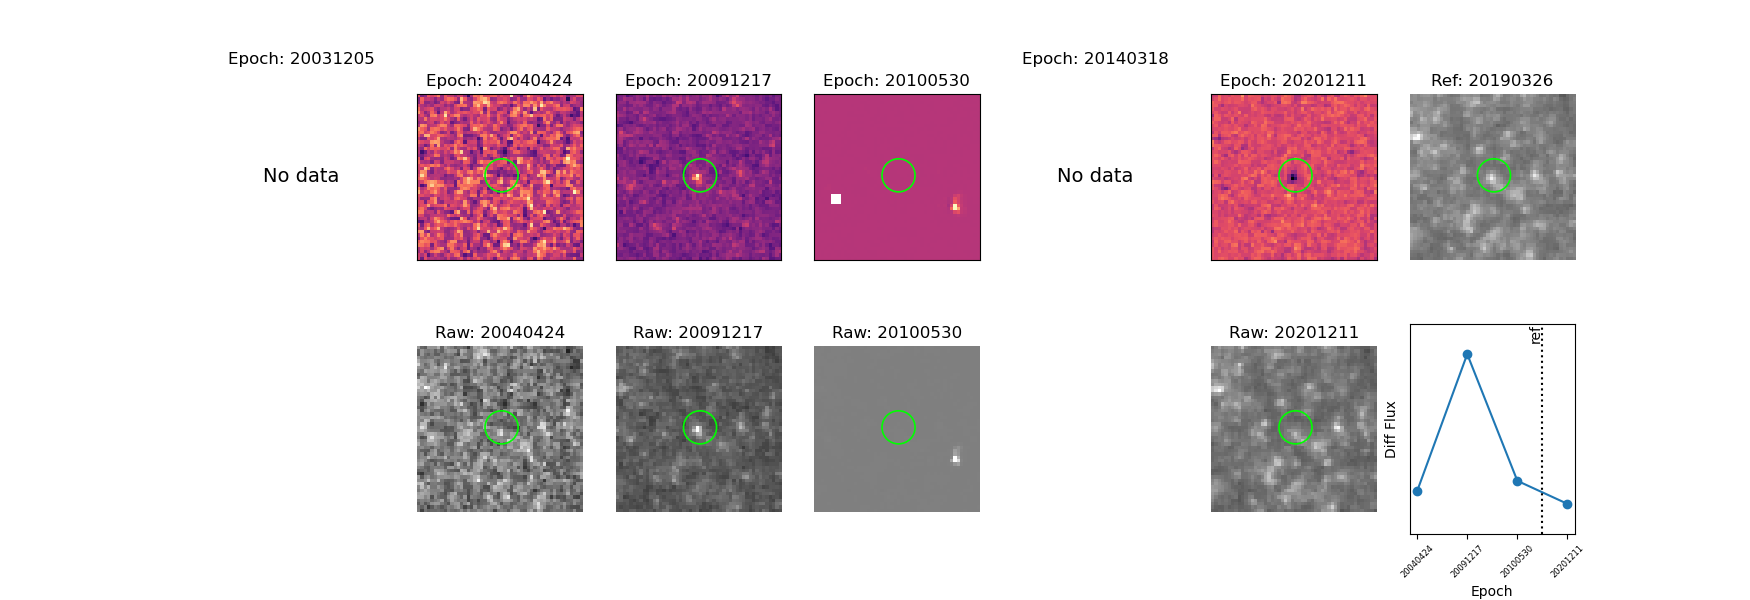 Epoch: 20031205
No data
Epoch: 20040424
Epoch: 20091217
Epoch: 20100530
Epoch: 20140318
No data
Epoch: 20201211
Ref: 20190326
Raw: 20040424
Raw: 20091217
Raw: 20100530
Raw: 20201211
ref
Diff Flux
20040424
20091217
20100530
20201211
Epoch